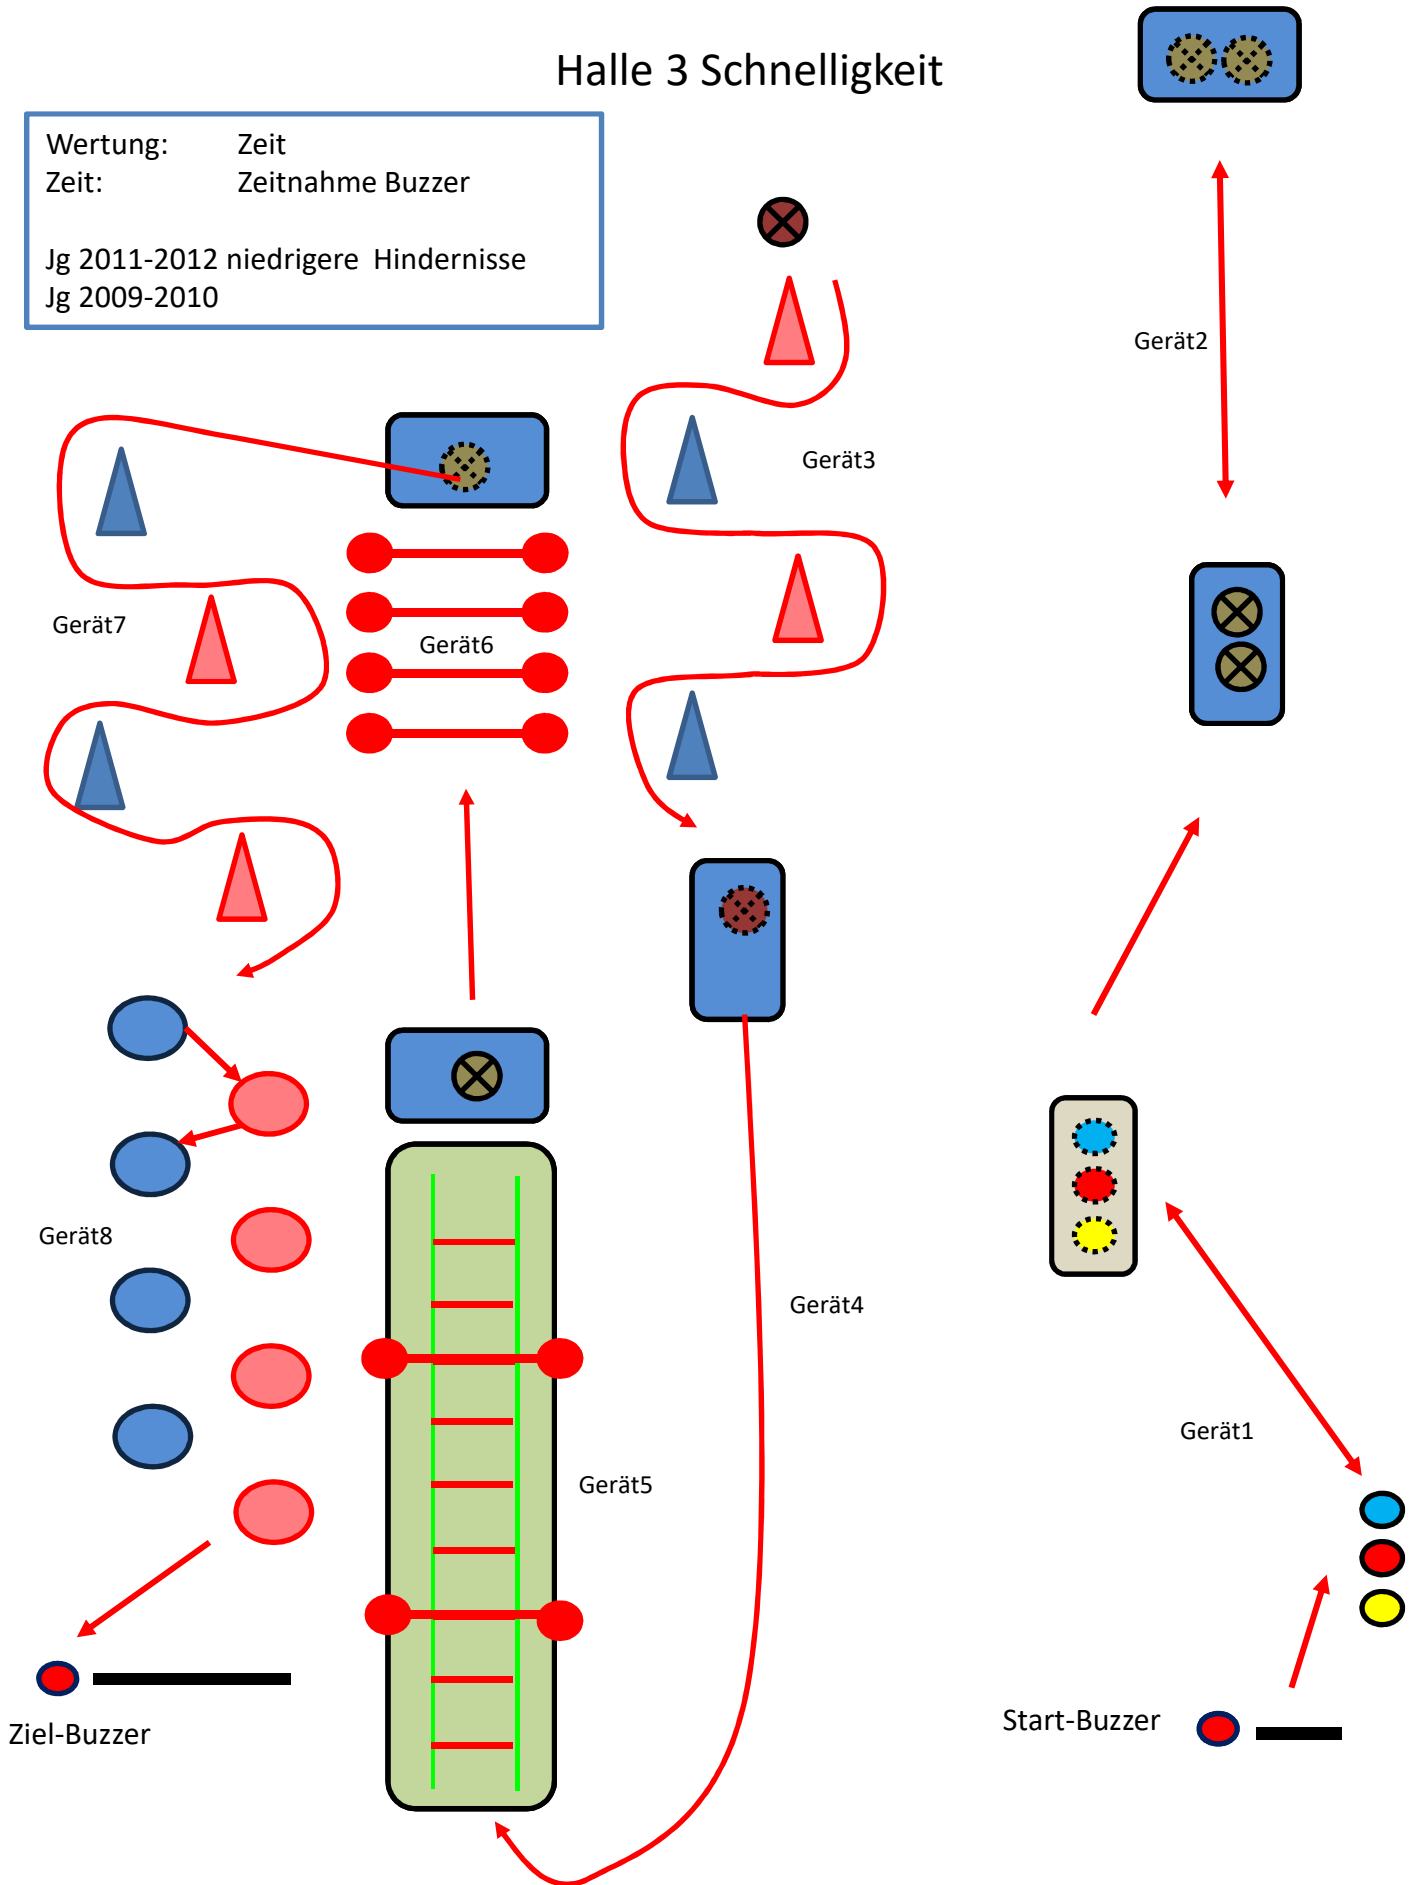 Halle 3 Schnelligkeit
Wertung: Zeit
Zeit: Zeitnahme Buzzer
Jg 2011-2012 niedrigere Hindernisse
Jg 2009-2010
Gerät2
Gerät3
Gerät7
Gerät6
Gerät8
Gerät4
Gerät1
Gerät5
Ziel-Buzzer
Start-Buzzer